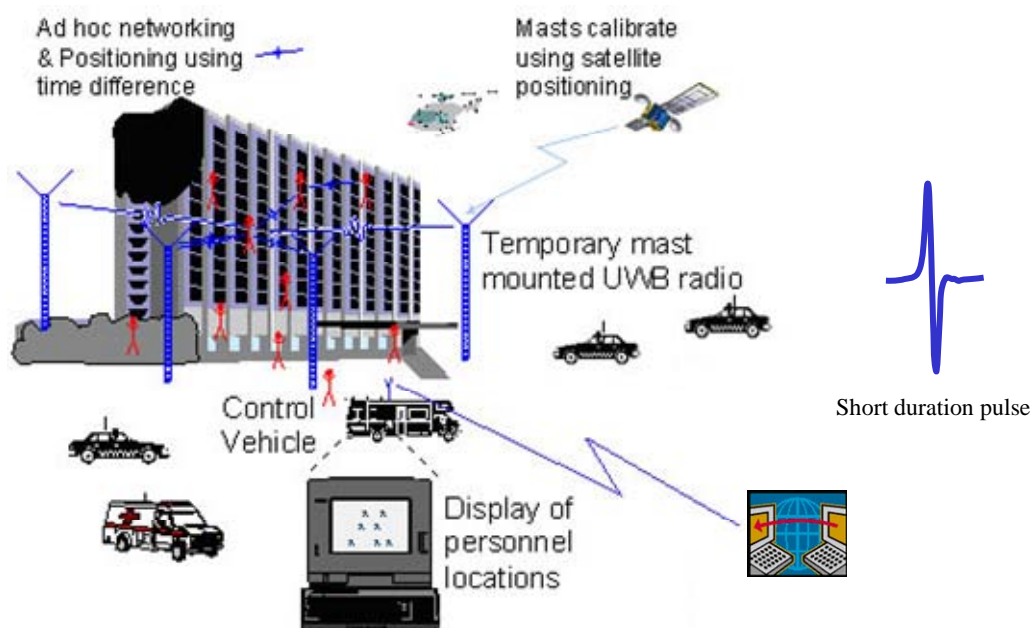 Ad hoc networking
& Positioning using
time difference
Masts calibrate
using satellite
positioning
Temporary mast
mounted UWB radio
Short duration pulse
Control
Vehicle
Display of
personnel
locations